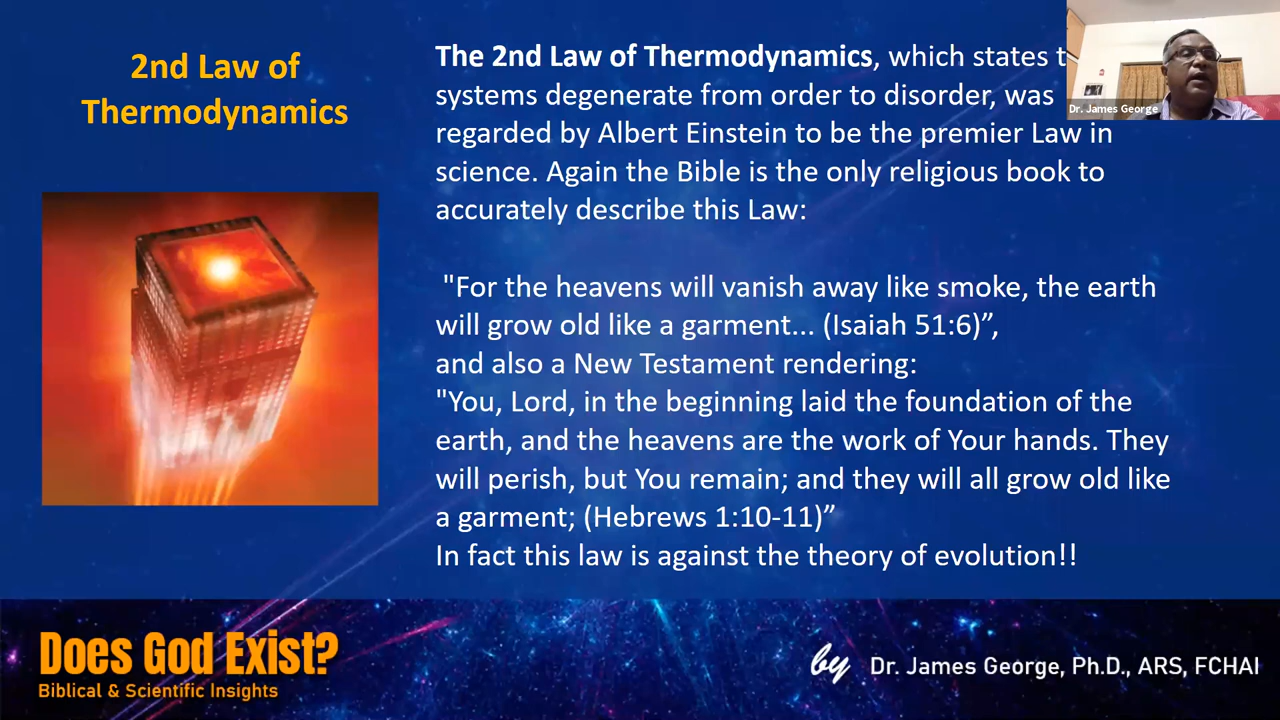 2nd Law of
Thermodynamics
The 2nd Law of Thermodynamics, which states
systems degenerate from order to disorder, was
regarded by Albert Einstein to be the premier Law in
science. Again the Bible is the only religious book to
accurately describe this Law:
"For the heavens will vanish away like smoke, the earth
will grow old like a garment... (Isaiah 51:6)”,
and also a New Testament rendering:
"You, Lord, in the beginning laid the foundation of the
earth, and the heavens are the work of Your hands. They
will perish, but You remain; and they will all grow old like
a garment; (Hebrews 1:10-11)”
In fact this law is against the theory of evolution!!
Dr. James George
Does God Exist?
Biblical & Scientific Insights
by Dr. James George, Ph.D., ARS, FCHAI